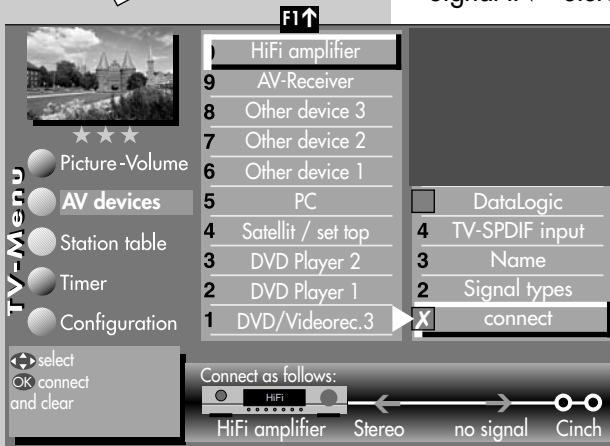 F1↑
HiFi amplifier
9 AV-Receiver
8 Other device 3
7 Other device 2
6 Other device 1
5 PC
4 Satellit / set top
3 DVD Player 2
2 DVD Player 1
1 DVD/Videorec.3
TV-Menu
Picture-Volume
AV devices
Station table
Timer
Configuration
DataLogic
4 TV-SPDIF input
3 Name
2 Signal types
X connect
select
OK connect
and clear
Connect as follows:
HiFi
HiFi amplifier Stereo no signal Cinch